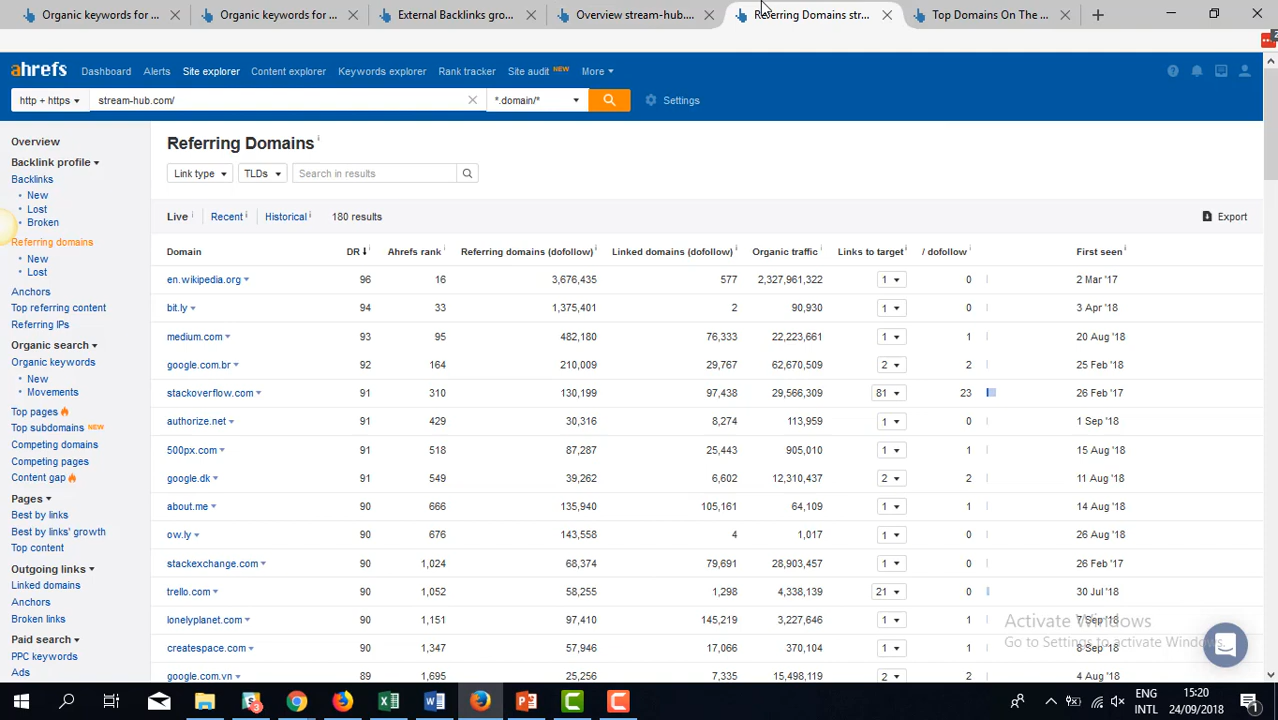 Organic keywords for ...
Organic keywords for ...
External Backlinks gro...
Overview stream-hub....
Referring Domains str...
Top Domains On The ...
ahrefs Dashboard Alerts Site explorer Content explorer Keywords explorer Rank tracker Site audit NEW More
http + https stream-hub.com/ *.domain/* Settings
Overview
Backlink profile
Backlinks
New
Lost
Broken
Referring domains
New
Lost
Anchors
Top referring content
Referring IPs
Organic search
Organic keywords
New
Movements
Top pages
Top subdomains NEW
Competing domains
Competing pages
Content gap
Pages
Best by links
Best by links' growth
Top content
Outgoing links
Linked domains
Anchors
Broken links
Paid search
PPC keywords
Ads
Referring Domains
Link type TLDs Search in results
Live Recent Historical 180 results Export
Domain DR Ahrefs rank Referring domains (dofollow) Linked domains (dofollow) Organic traffic Links to target / dofollow First seen
en.wikipedia.org 96 16 3,676,435 577 2,327,961,322 1 0 2 Mar '17
bit.ly 94 33 1,375,401 2 90,930 1 0 3 Apr '18
medium.com 93 95 482,180 76,333 22,223,661 1 1 20 Aug '18
google.com.br 92 164 210,009 29,767 62,670,509 2 2 25 Feb '18
stackoverflow.com 91 310 130,199 97,438 29,566,309 81 23 26 Feb '17
authorize.net 91 429 30,316 8,274 113,959 1 0 1 Sep '18
500px.com 91 518 87,287 25,443 905,010 1 1 15 Aug '18
google.dk 91 549 39,262 6,602 12,310,437 2 2 11 Aug '18
about.me 90 666 135,940 105,161 64,109 1 1 14 Aug '18
ow.ly 90 676 143,558 4 1,017 1 0 26 Aug '18
stackexchange.com 90 1,024 68,374 79,691 28,903,457 1 0 26 Feb '17
trello.com 90 1,052 58,255 1,298 4,338,139 21 0 30 Jul '18
lonelyplanet.com 90 1,151 97,410 145,219 3,227,646 1 1 7 Sep '18
createspace.com 90 1,347 57,946 17,066 370,104 1 1 8 Sep '18
google.com.vn 89 1,695 25,256 7,335 15,498,119 2 2 24 Aug '18
Activate Windows
Go to Settings to activate Windows.
ENG
INTL
15:20
24/09/2018